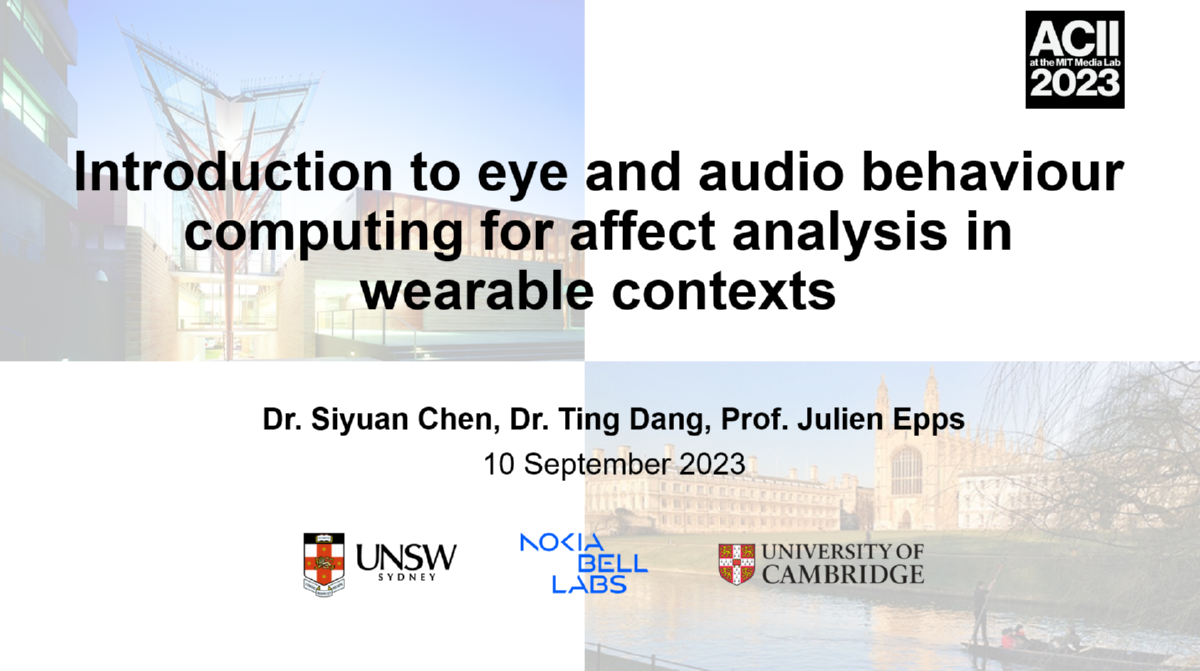 ACII
at the MIT Media Lab
2023
Introduction to eye and audio behaviour
computing for affect analysis in
wearable contexts
Dr. Siyuan Chen, Dr. Ting Dang, Prof. Julien Epps
10 September 2023
UNSW
SYDNEY
NOKIA
BELL
LABS
UNIVERSITY OF
CAMBRIDGE